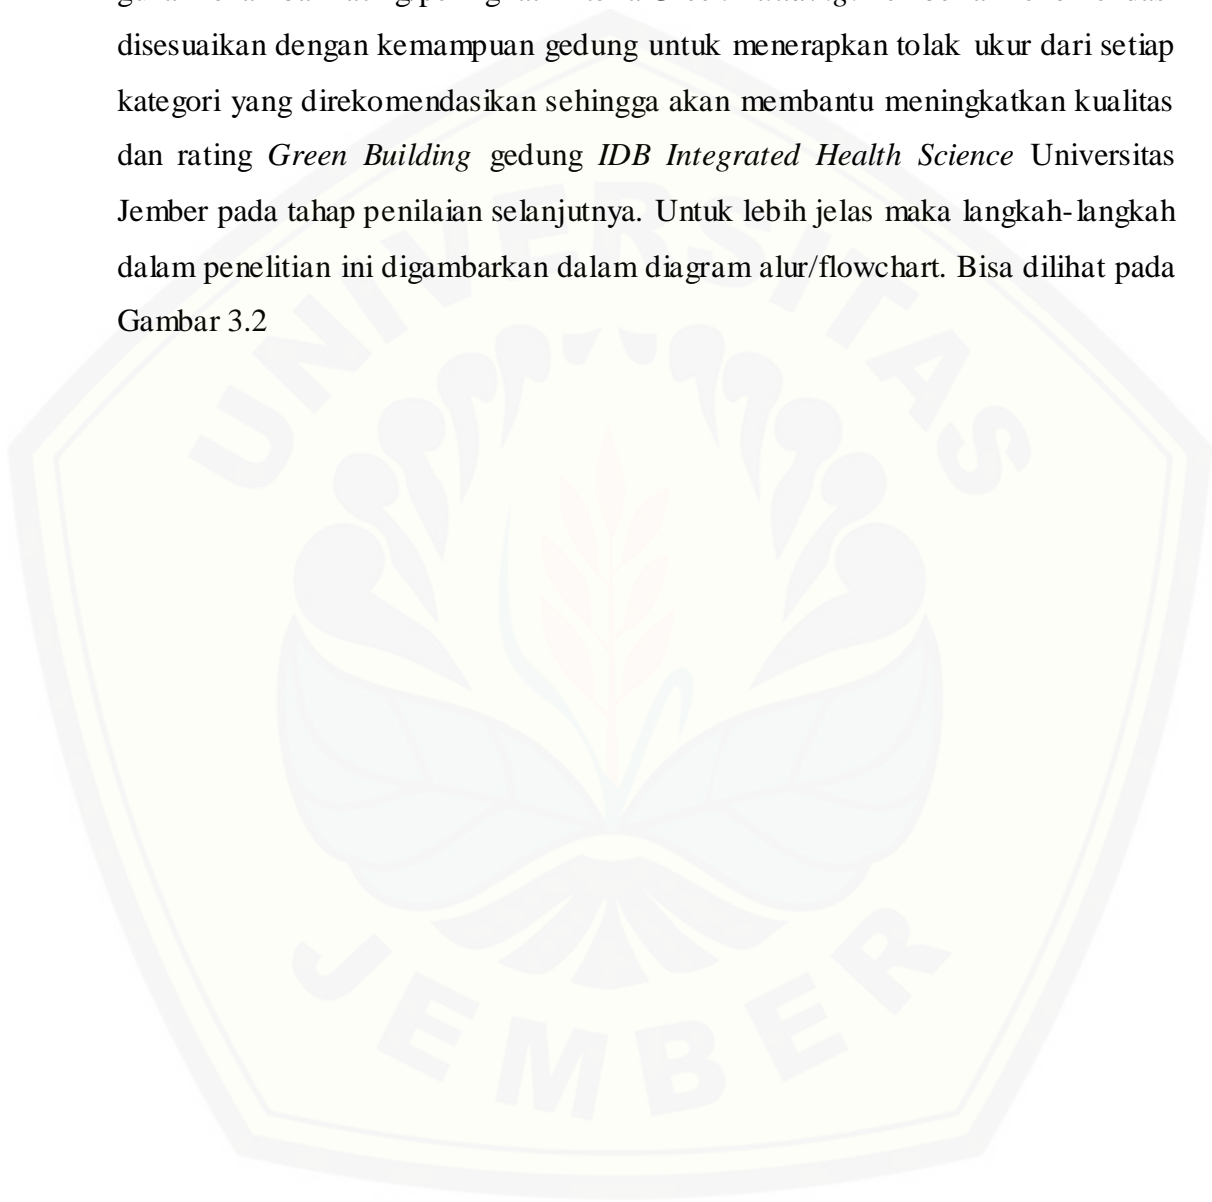 disesuaikan dengan kemampuan gedung untuk menerapkan tolak ukur dari setiap
kategori yang direkomendasikan sehingga akan membantu meningkatkan kualitas
dan rating Green Building gedung IDB Integrated Health Science Universitas
Jember pada tahap penilaian selanjutnya. Untuk lebih jelas maka langkah-langkah
dalam penelitian ini digambarkan dalam diagram alur/flowchart. Bisa dilihat pada
Gambar 3.2
UNIVERSITAS
JEMBER